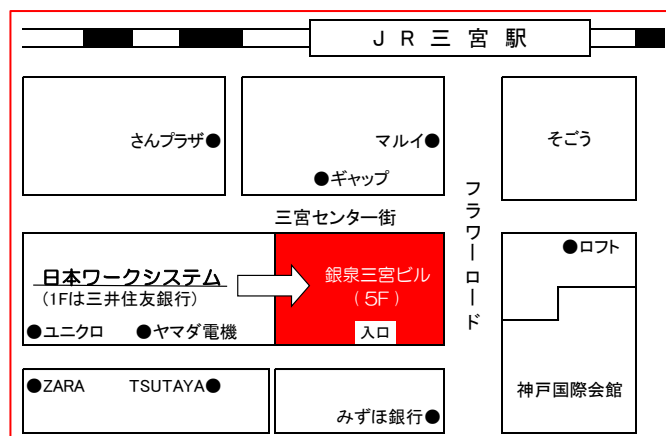 JR三宮駅
さんプラザ●
マルイ●
●ギャップ
そごう
フラワーロード
三宮センター街
日本ワークシステム
(1Fは三井住友銀行)
銀泉三宮ビル
(5F)
入口
●ユニクロ ●ヤマダ電機
●ロフト
神戸国際会館
●ZARA TSUTAYA●
みずほ銀行●